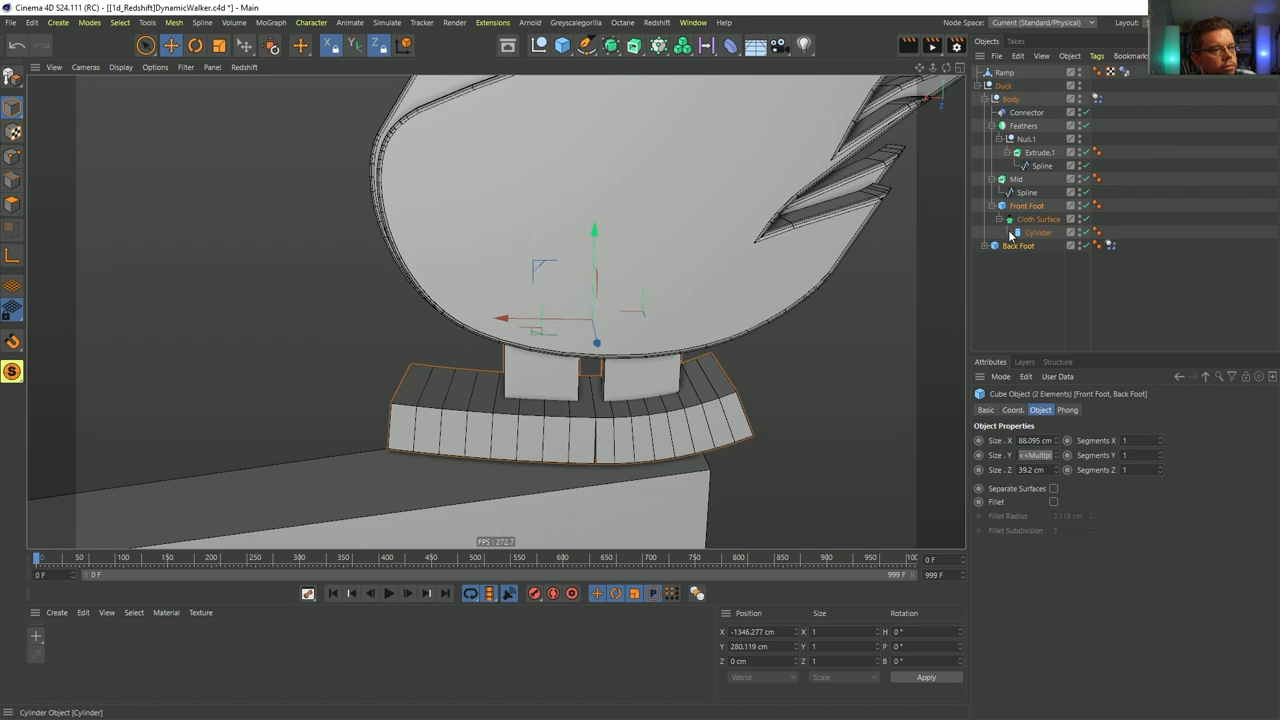 Cinema 4D S24.111 (RC) - [[1d_Redshift]DynamicWalker.c4d *] - Main
File Edit Create Modes Select Tools Mesh Spline Volume MoGraph Character Animate Simulate Tracker Render Extensions Arnold Greyscalegorilla Octane Redshift Window Help
Node Space: Current (Standard/Physical) Layout:
View Cameras Display Options Filter Panel Redshift
Objects Takes
File Edit View Object Tags Bookmarks
Ramp
Duck
Body
Connector
Feathers
Null.1
Extrude.1
Spline
Mid
Spline
Front Foot
Cloth Surface
Cylinder
Back Foot
Attributes Layers Structure
Mode Edit User Data
Cube Object (2 Elements) [Front Foot, Back Foot]
Basic Coord. Object Phong
Object Properties
Size . X 88.095 cm Segments X 1
Size . Y <<Multipl Segments Y 1
Size . Z 39.2 cm Segments Z 1
Separate Surfaces
Fillet
Fillet Radius 2.118 cm
Fillet Subdivision 3
FPS : 272.7
0 50 100 150 200 250 300 350 400 450 500 550 600 650 700 750 800 850 900 950 100 0 F
0 F 0 F 999 F 999 F
Create Edit View Select Material Texture
Position Size Rotation
X -1346.277 cm X 1 H 0 °
Y 280.119 cm Y 1 P 0 °
Z 0 cm Z 1 B 0 °
World Scale Apply
Cylinder Object [Cylinder]